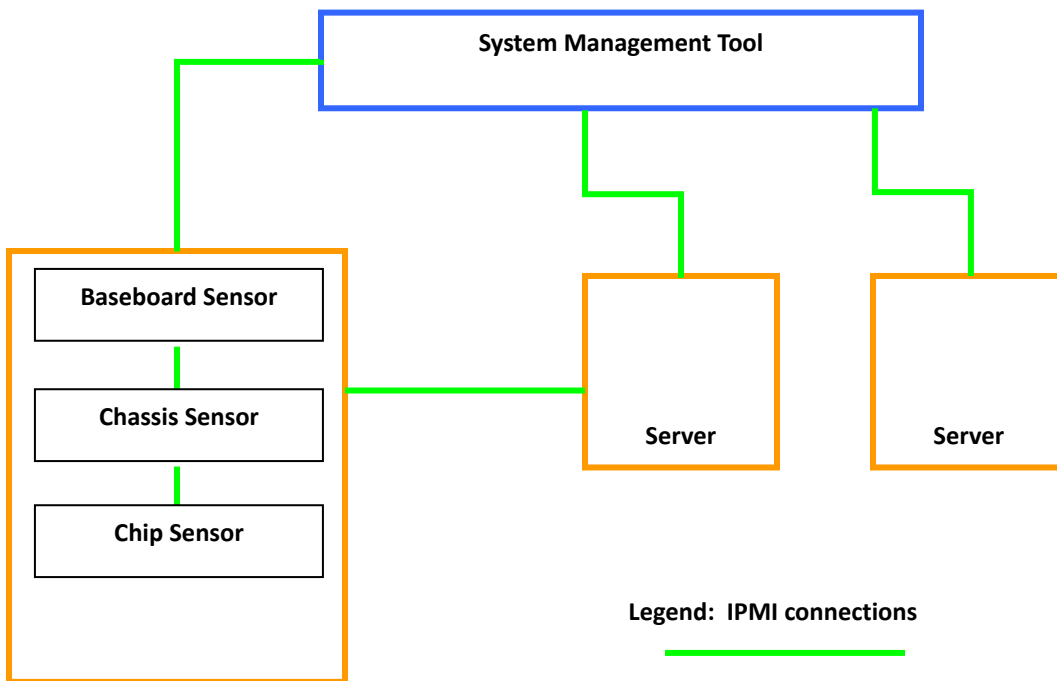 System Management Tool
Baseboard Sensor
Chassis Sensor
Chip Sensor
Server
Server
Legend:  IPMI connections